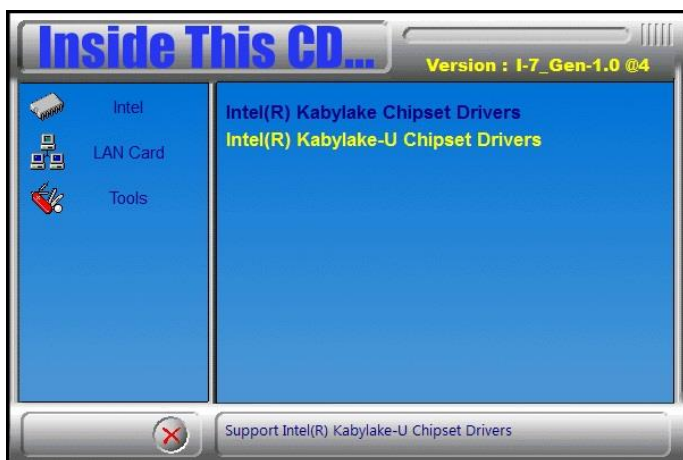 Inside This CD...
Version : I-7_Gen-1.0 @4
Intel
LAN Card
Tools
Intel(R) Kabylake Chipset Drivers
Intel(R) Kabylake-U Chipset Drivers
Support Intel(R) Kabylake-U Chipset Drivers